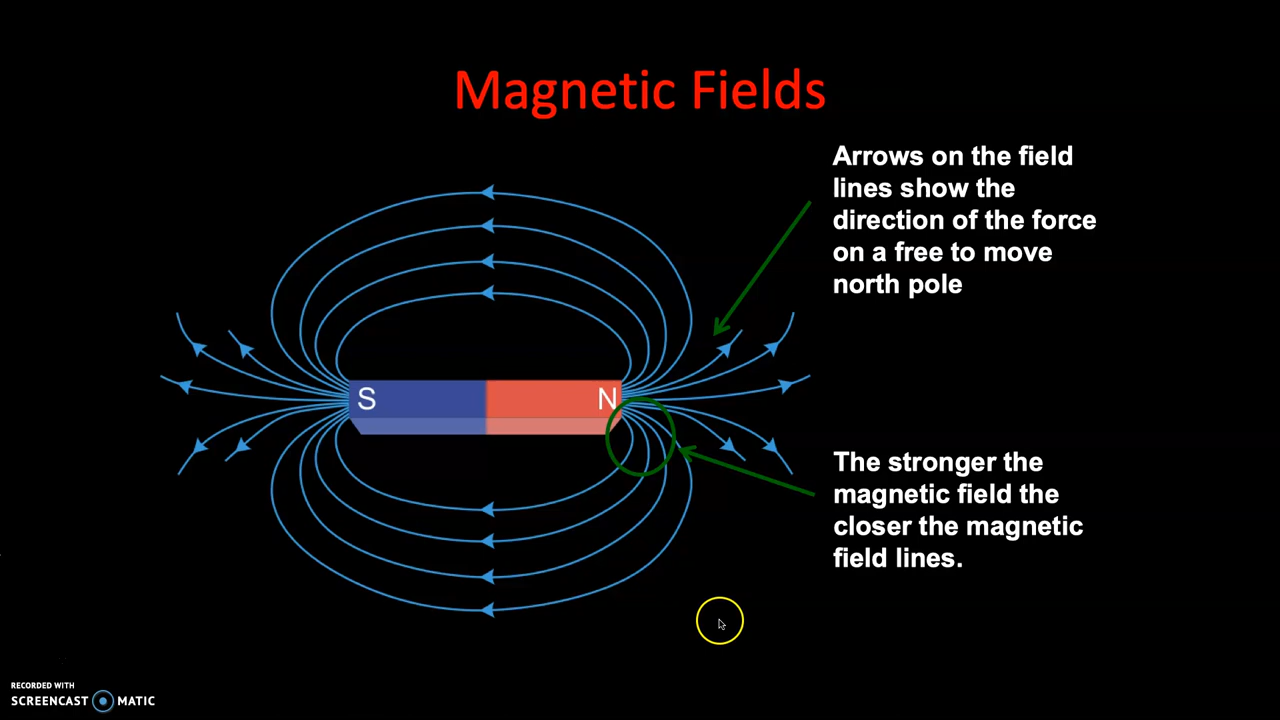 Magnetic Fields
Arrows on the field
lines show the
direction of the force
on a free to move
north pole
S
N
The stronger the
magnetic field the
closer the magnetic
field lines.
RECORDED WITH
SCREENCAST MATIC